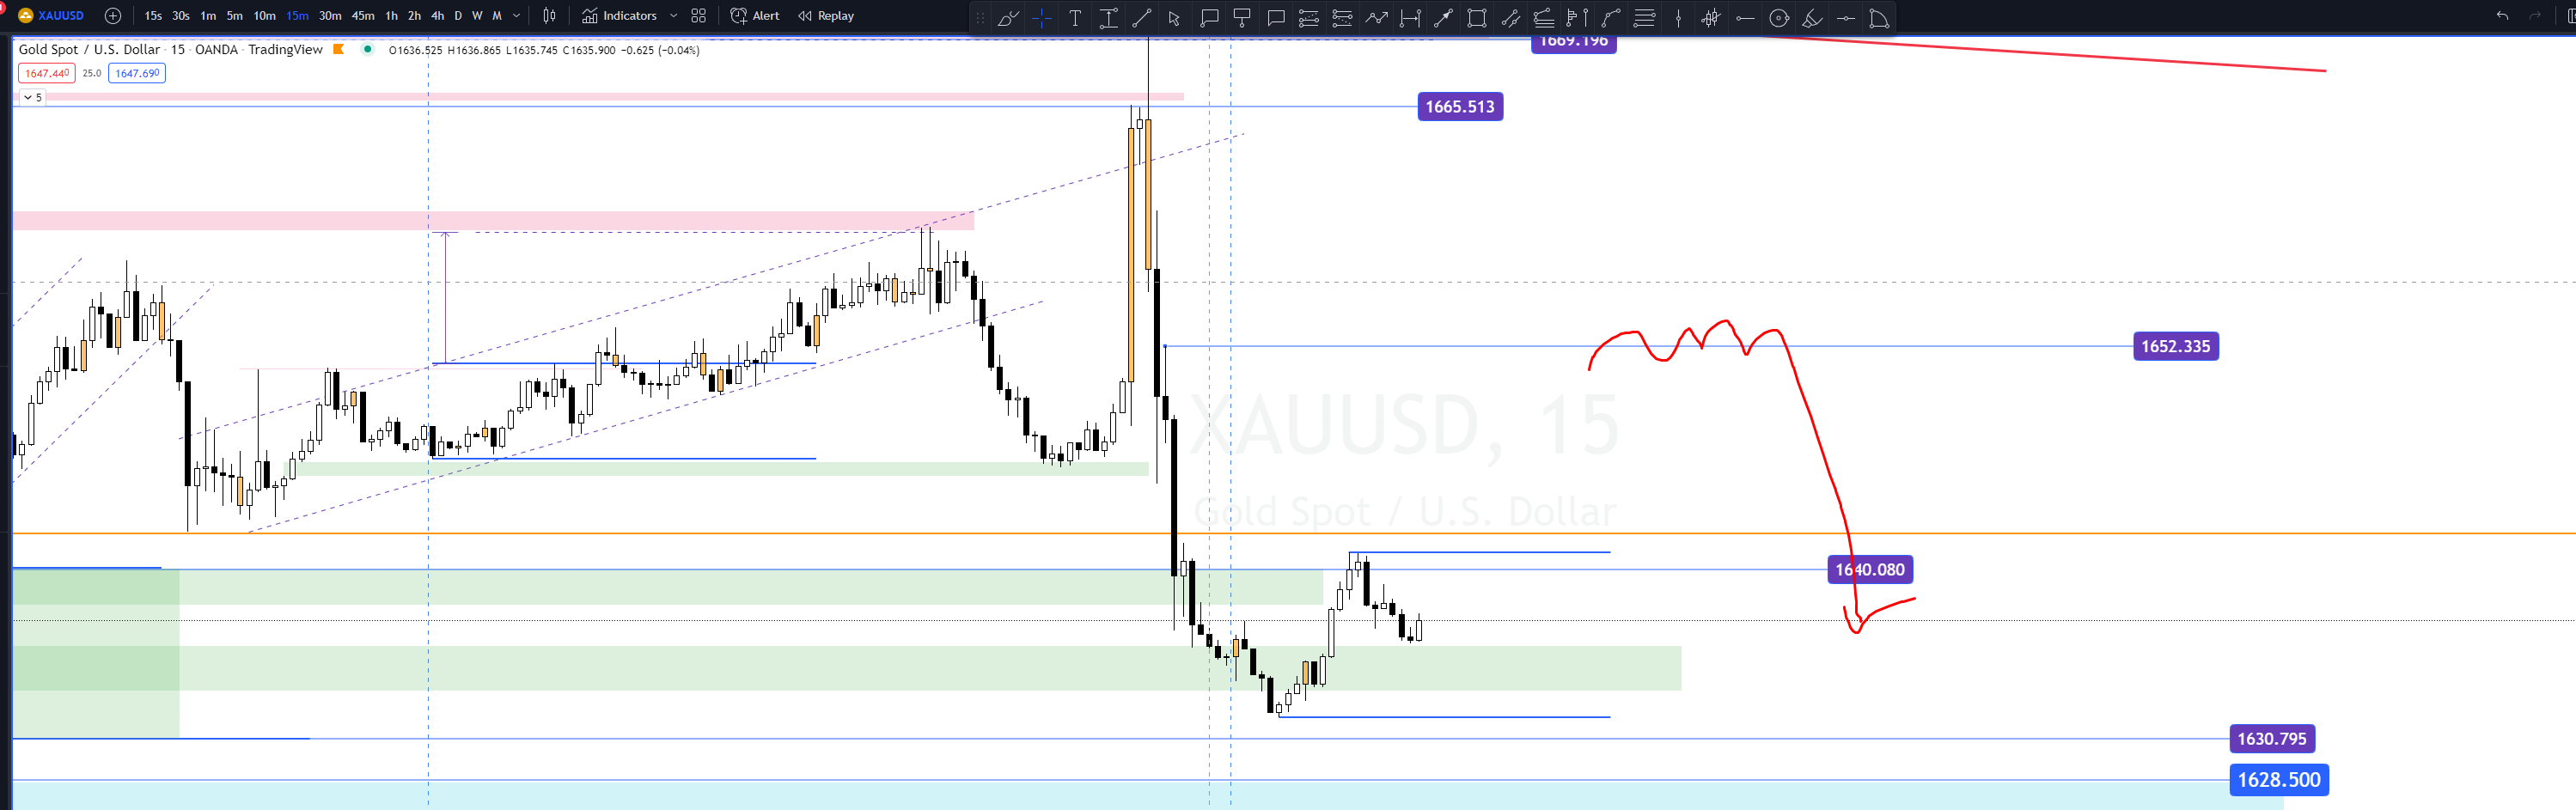 XAUUSD 15s 30s 1m 5m 10m 15m 30m 45m 1h 2h 4h D W M Indicators Alert Replay
Gold Spot / U.S. Dollar · 15 · OANDA · TradingView O1636.525 H1636.865 L1635.745 C1635.900 −0.625 (−0.04%)
1669.196
1647.440 25.0 1647.690
5
1665.513
1652.335
XAUUSD, 15
Gold Spot / U.S. Dollar
1640.080
1630.795
1628.500